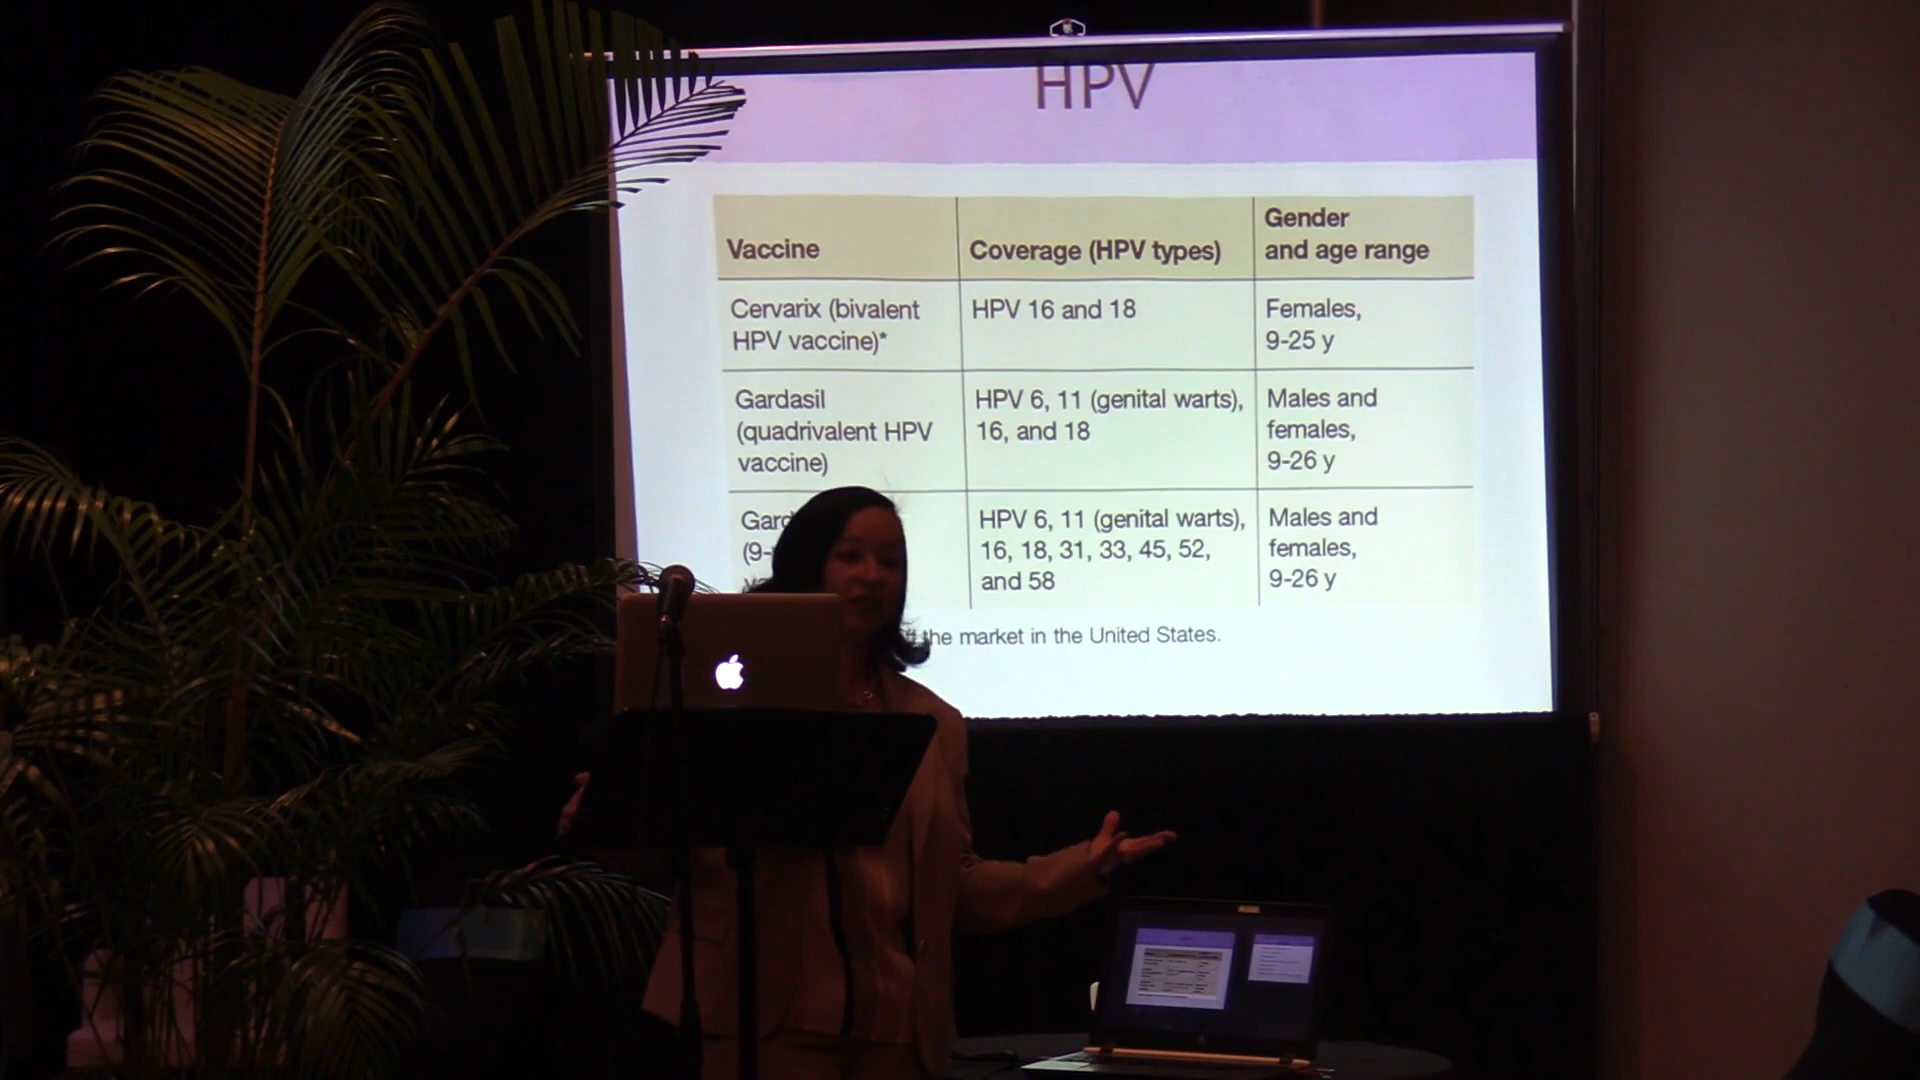 HPV
Vaccine
Coverage (HPV types)
Gender
and age range
Cervarix (bivalent
HPV vaccine)*
HPV 16 and 18
Females,
9-25 y
Gardasil
(quadrivalent HPV
vaccine)
HPV 6, 11 (genital warts),
16, and 18
Males and
females,
9-26 y
HPV 6, 11 (genital warts),
16, 18, 31, 33, 45, 52,
and 58
Males and
females,
9-26 y
the market in the United States.